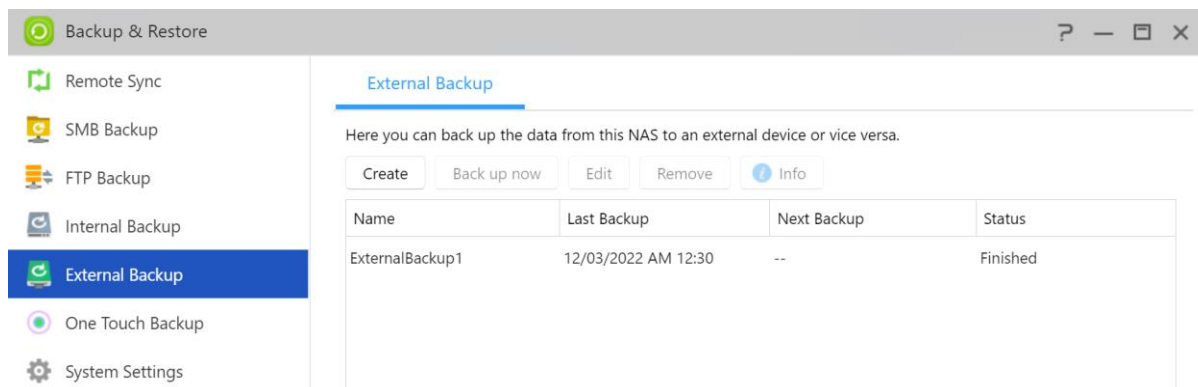 Backup & Restore
Remote Sync
SMB Backup
FTP Backup
Internal Backup
External Backup
One Touch Backup
System Settings
External Backup
Here you can back up the data from this NAS to an external device or vice versa.
Create Back up now Edit Remove i Info
Name Last Backup Next Backup Status
ExternalBackup1 12/03/2022 AM 12:30 -- Finished